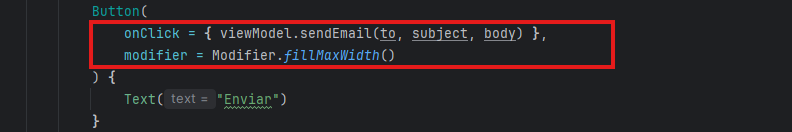 Button(
onClick = { viewModel.sendEmail(to, subject, body) },
modifier = Modifier.fillMaxWidth()
) {
Text( text = "Enviar")
}